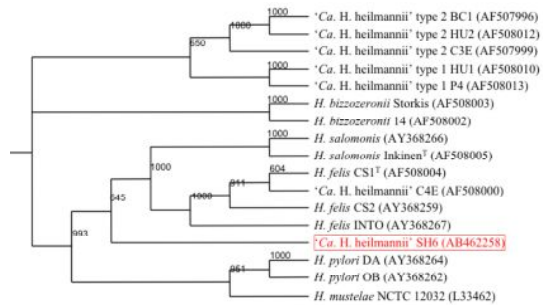 1000
'Ca. H. heilmannii' type 2 BC1 (AF507996)
1000
'Ca. H. heilmannii' type 2 HU2 (AF508012)
650
'Ca. H. heilmannii' type 2 C3E (AF507999)
1000
'Ca. H. heilmannii' type 1 HU1 (AF508010)
'Ca. H. heilmannii' type 1 P4 (AF508013)
1000
H. bizzozeronii Storkis (AF508003)
H. bizzozeronii 14 (AF508002)
1000
H. salomonis (AY368266)
1000
H. salomonis Inkinenᵀ (AF508005)
604
H. felis CS1ᵀ (AF508004)
911
'Ca. H. heilmannii' C4E (AF508000)
1000
H. felis CS2 (AY368259)
545
H. felis INTO (AY368267)
993
'Ca. H. heilmannii' SH6 (AB462258)
1000
H. pylori DA (AY368264)
951
H. pylori OB (AY368262)
H. mustelae NCTC 12032 (L33462)